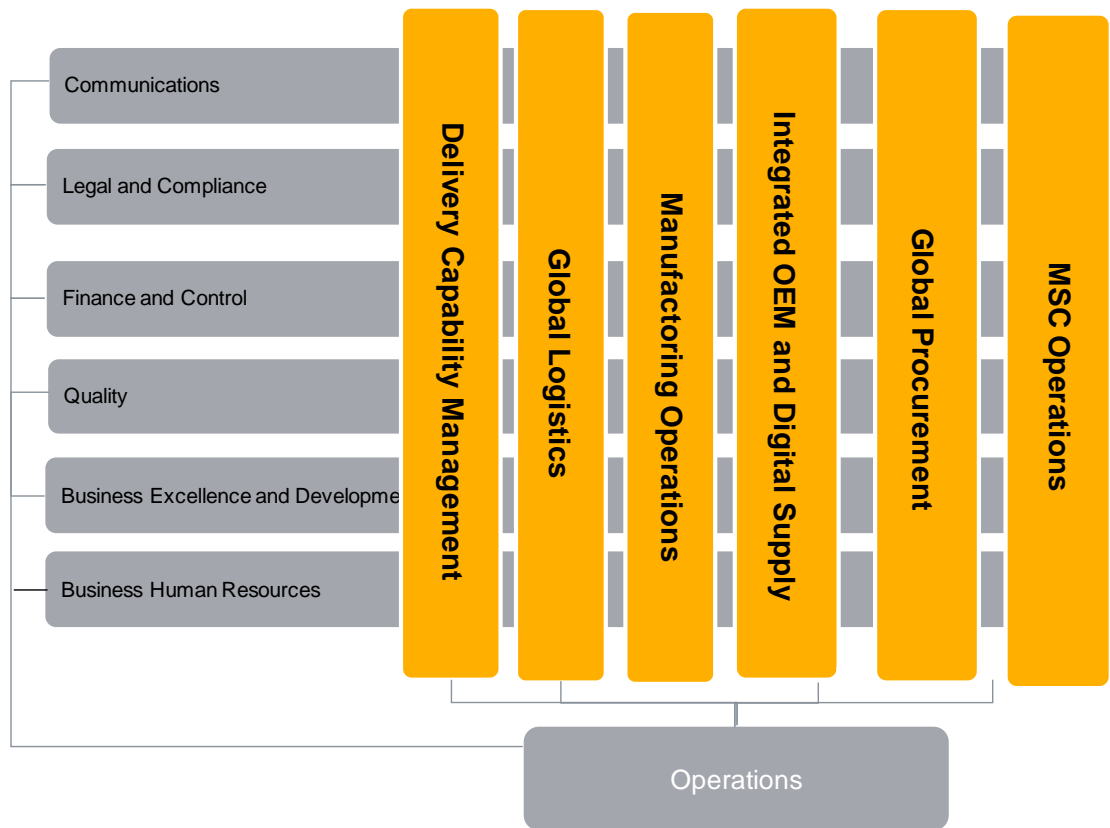 Communications
Legal and Compliance
Finance and Control
Quality
Business Excellence and Developme
Business Human Resources
Delivery Capability Management
Global Logistics
Manufactoring Operations
Integrated OEM and Digital Supply
Global Procurement
MSC Operations
Operations